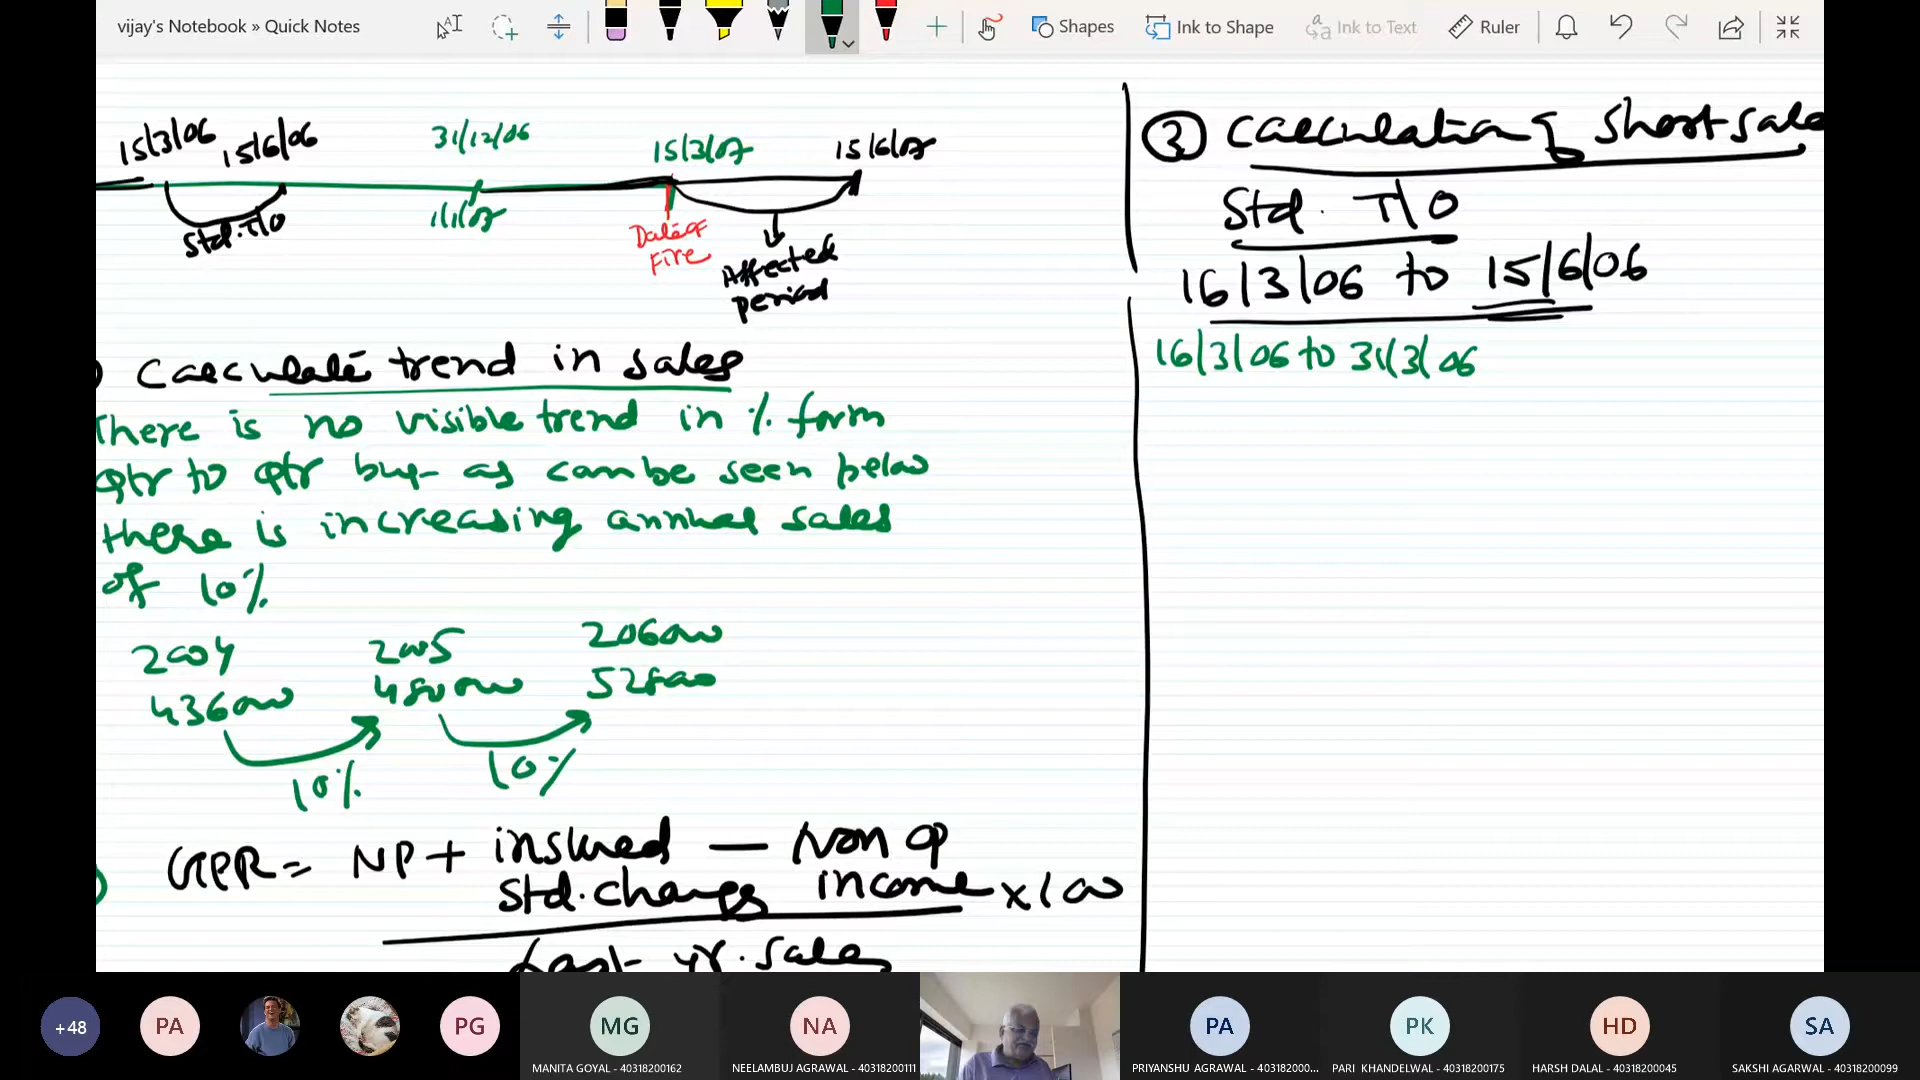 vijay's Notebook » Quick Notes
Shapes
Ink to Shape
Ink to Text
Ruler
15/3/06
15/6/06
31/12/06
15/3/07
15/6/07
Std. T/O
1/1/07
Date of
Fire
Affected
period
) Calculate trend in sales
There is no visible trend in % form
qtr to qtr but as can be seen below
there is increasing annual sales
of 10%
2004
2005
206000
436000
480000
528000
10%
10%
GPR = NP + insured — Non op
std. charges income x 100
Last yr. sales
③ Calculation of Short sale
Std. T/O
16/3/06 to 15/6/06
16/3/06 to 31/3/06
+48
PA
PG
MG
NA
PA
PK
HD
SA
MANITA GOYAL - 40318200162
NEELAMBUJ AGRAWAL - 40318200111
PRIYANSHU AGRAWAL - 403182000...
PARI KHANDELWAL - 40318200175
HARSH DALAL - 40318200045
SAKSHI AGARWAL - 40318200099